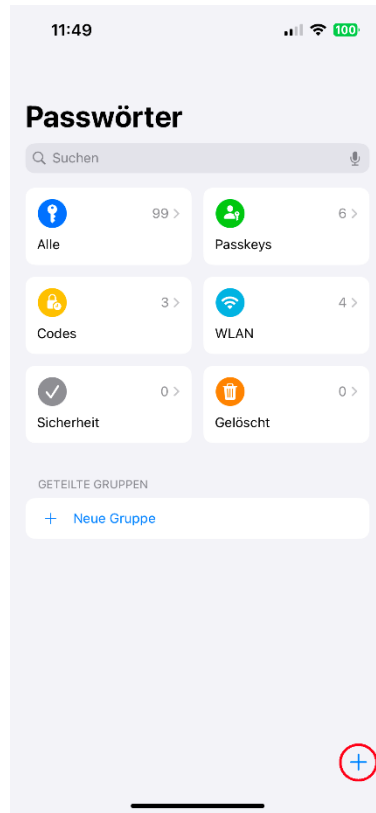 11:49
100
Passwörter
Suchen
99
6
Alle
Passkeys
3
4
Codes
WLAN
0
0
Sicherheit
Gelöscht
GETEILTE GRUPPEN
+ Neue Gruppe
+